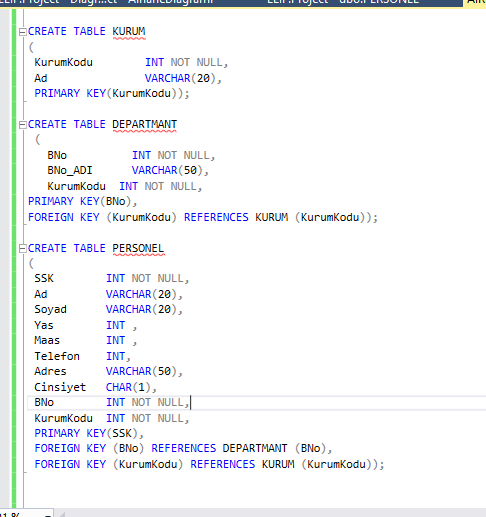 CREATE TABLE KURUM
(
KurumKodu INT NOT NULL,
Ad VARCHAR(20),
PRIMARY KEY(KurumKodu));
CREATE TABLE DEPARTMANT
(
BNo INT NOT NULL,
BNo_ADI VARCHAR(50),
KurumKodu INT NOT NULL,
PRIMARY KEY(BNo),
FOREIGN KEY (KurumKodu) REFERENCES KURUM (KurumKodu));
CREATE TABLE PERSONEL
(
SSK INT NOT NULL,
Ad VARCHAR(20),
Soyad VARCHAR(20),
Yas INT ,
Maas INT ,
Telefon INT,
Adres VARCHAR(50),
Cinsiyet CHAR(1),
BNo INT NOT NULL,
KurumKodu INT NOT NULL,
PRIMARY KEY(SSK),
FOREIGN KEY (BNo) REFERENCES DEPARTMANT (BNo),
FOREIGN KEY (KurumKodu) REFERENCES KURUM (KurumKodu));